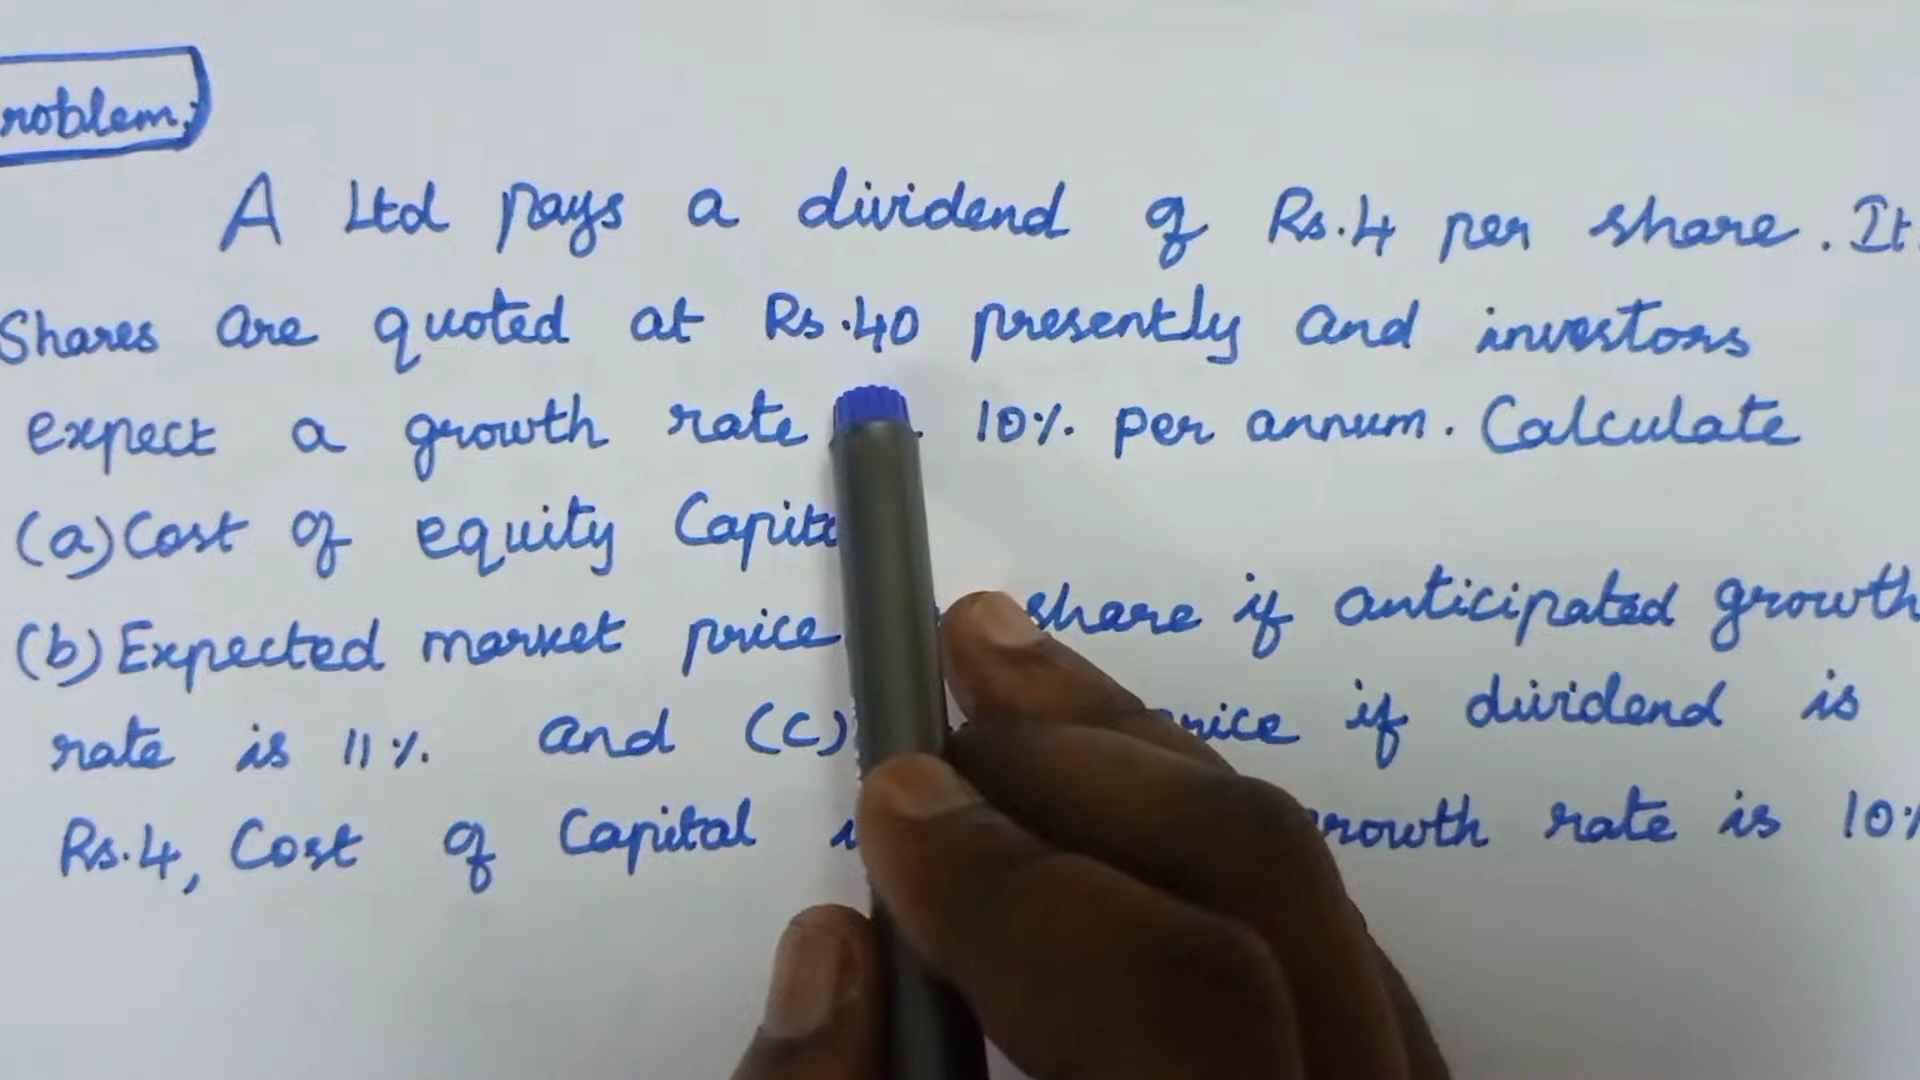 roblem:
A Ltd pays a dividend of Rs.4 per share. It
Shares are quoted at Rs.40 presently and investors
expect a growth rate 10% per annum. Calculate
(a) Cost of equity Capit
(b) Expected market price share if anticipated growth
rate is 11% and (C) rice if dividend is
Rs.4, Cost of Capital rowth rate is 10%